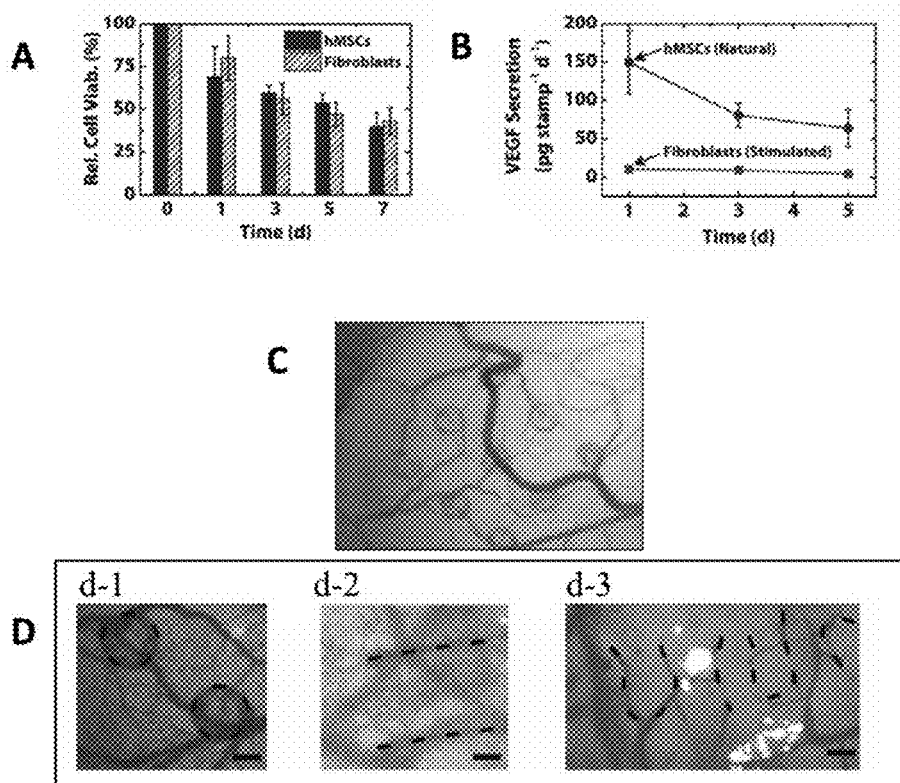 A
Rel. Cell Viab. (%)
100
75
50
25
0
hMSCs
Fibroblasts
0 1 3 5 7
Time (d)
B
VEGF Secretion
(pg stamp⁻¹ d⁻¹)
200
150
100
50
0
hMSCs (Natural)
Fibroblasts (Stimulated)
1 2 3 4 5
Time (d)
C
D
d-1
d-2
d-3